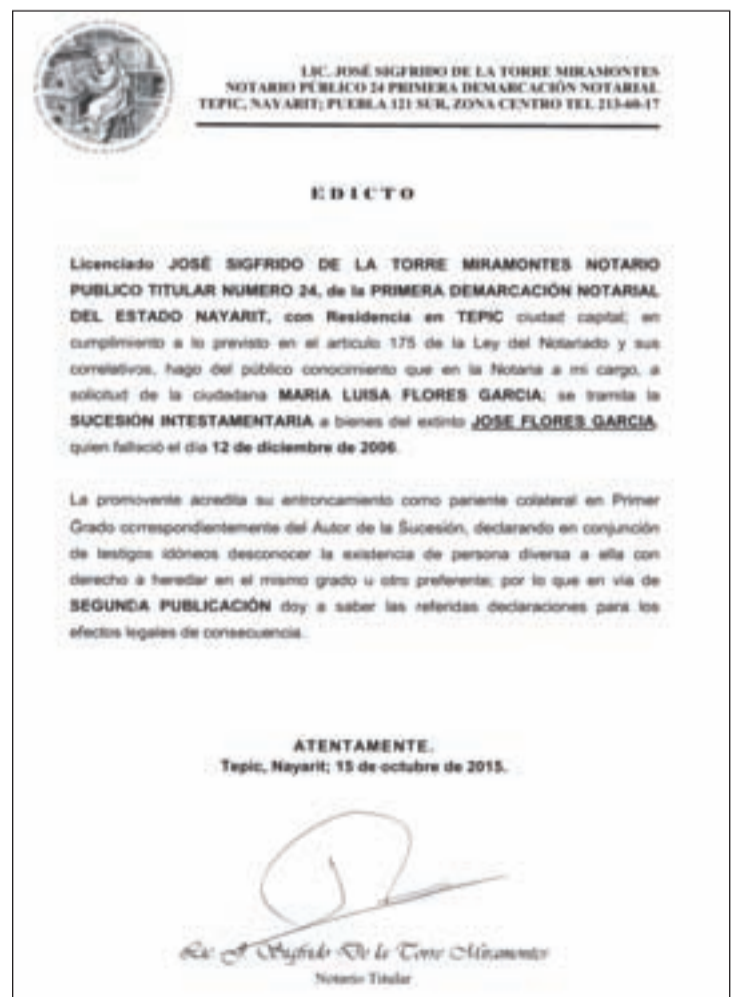 LIC. JOSÉ SIGFRIDO DE LA TORRE MIRAMONTES
NOTARIO PÚBLICO 24 PRIMERA DEMARCACIÓN NOTARIAL
TEPIC, NAYARIT; PUEBLA 121 SUR, ZONA CENTRO TEL 213-60-17
EDICTO
Licenciado JOSÉ SIGFRIDO DE LA TORRE MIRAMONTES NOTARIO
PUBLICO TITULAR NUMERO 24, de la PRIMERA DEMARCACIÓN NOTARIAL
DEL ESTADO NAYARIT, con Residencia en TEPIC ciudad capital; en
cumplimiento a lo previsto en el articulo 175 de la Ley del Notariado y sus
correlativos, hago del público conocimiento que en la Notaria a mi cargo, a
solicitud de la ciudadana MARIA LUISA FLORES GARCIA; se tramita la
SUCESIÓN INTESTAMENTARIA a bienes del extinto JOSE FLORES GARCIA,
quien falleció el día 12 de diciembre de 2006.
La promovente acredita su entroncamiento como pariente colateral en Primer
Grado correspondientemente del Autor de la Sucesión, declarando en conjunción
de testigos idóneos desconocer la existencia de persona diversa a ella con
derecho a heredar en el mismo grado u otro preferente; por lo que en vía de
SEGUNDA PUBLICACIÓN doy a saber las referidas declaraciones para los
efectos legales de consecuencia.
ATENTAMENTE.
Tepic, Nayarit; 15 de octubre de 2015.
Lic. J. Sigfrido De la Torre Miramontes
Notario Titular